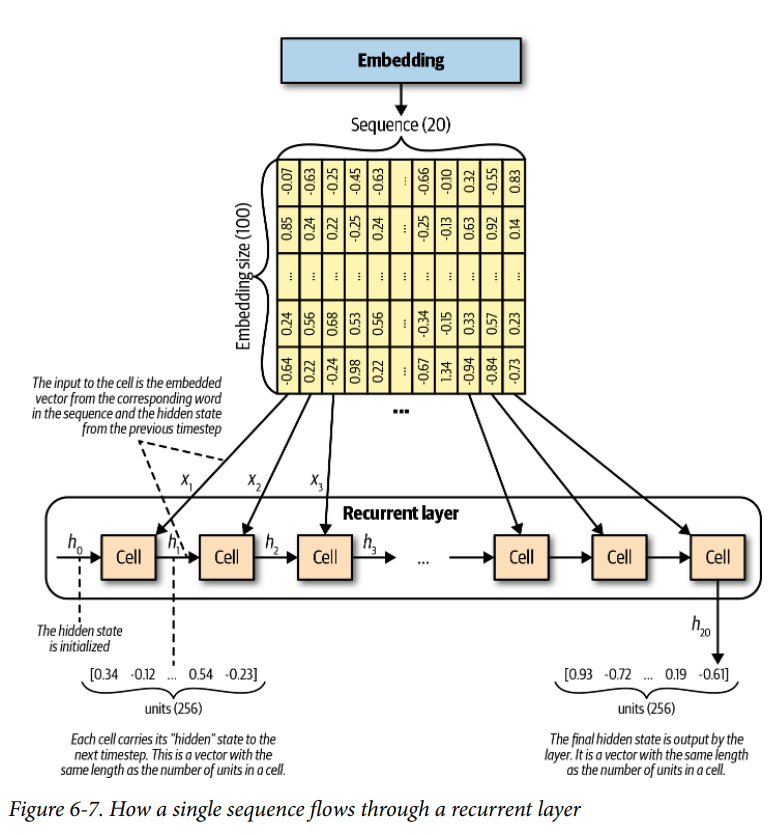 Embedding
Sequence (20)
Embedding size (100)
-0.07 -0.63 -0.25 -0.45 -0.63 ... -0.66 -0.10 0.32 -0.55 0.83
0.85 0.24 0.22 -0.25 0.24 ... -0.25 -0.13 0.63 0.92 0.14
... ... ... ... ... ... ... ... ... ... ...
0.24 0.56 0.68 0.53 0.56 ... -0.34 -0.15 0.33 0.57 0.23
-0.64 0.22 -0.24 0.98 0.22 ... -0.67 1.34 -0.94 -0.84 -0.73
...
The input to the cell is the embedded
vector from the corresponding word
in the sequence and the hidden state
from the previous timestep
X1 X2 X3
Recurrent layer
h0 Cell h1 Cell h2 Cell h3 ... Cell Cell Cell
h20
The hidden state
is initialized
[0.34 -0.12 ... 0.54 -0.23]
units (256)
Each cell carries its "hidden" state to the
next timestep. This is a vector with the
same length as the number of units in a cell.
[0.93 -0.72 ... 0.19 -0.61]
units (256)
The final hidden state is output by the
layer. It is a vector with the same length
as the number of units in a cell.
Figure 6-7. How a single sequence flows through a recurrent layer